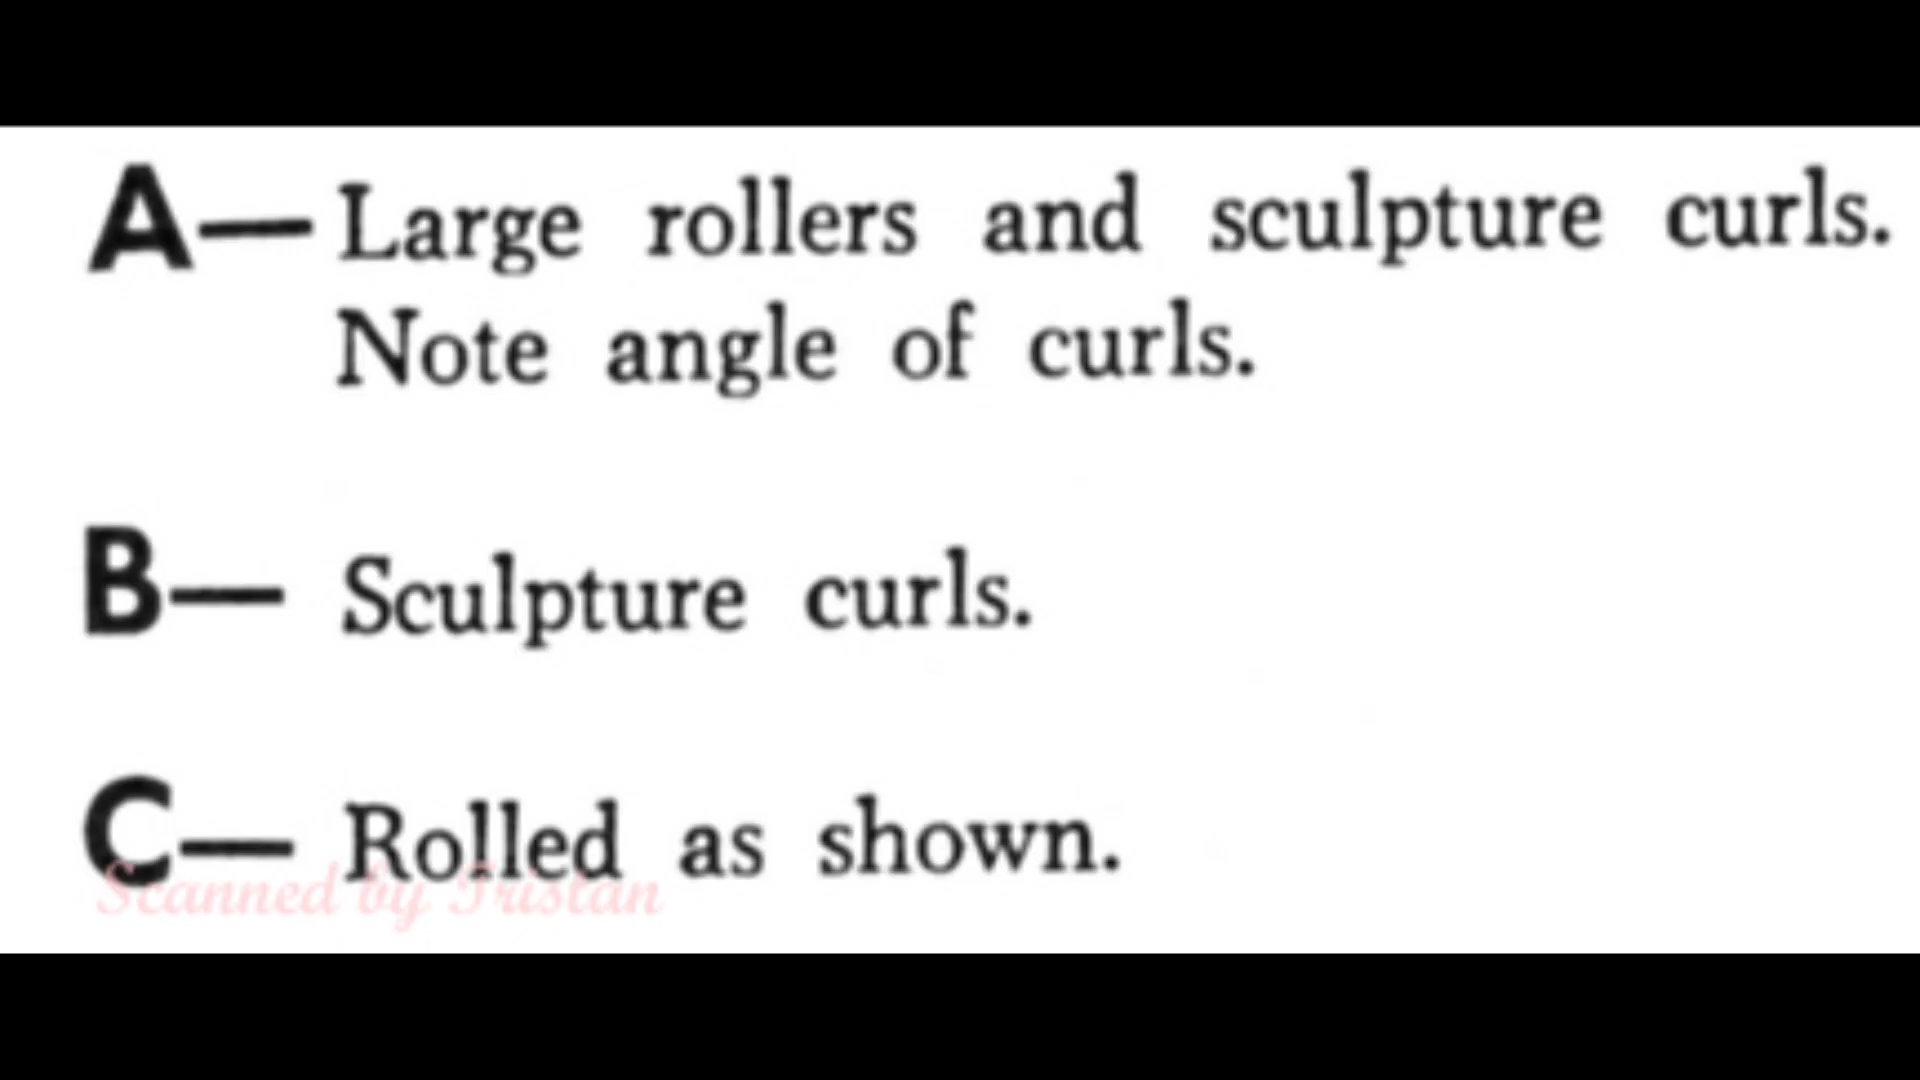 A— Large rollers and sculpture curls.
Note angle of curls.
B— Sculpture curls.
C— Rolled as shown.
Scanned by Tristan